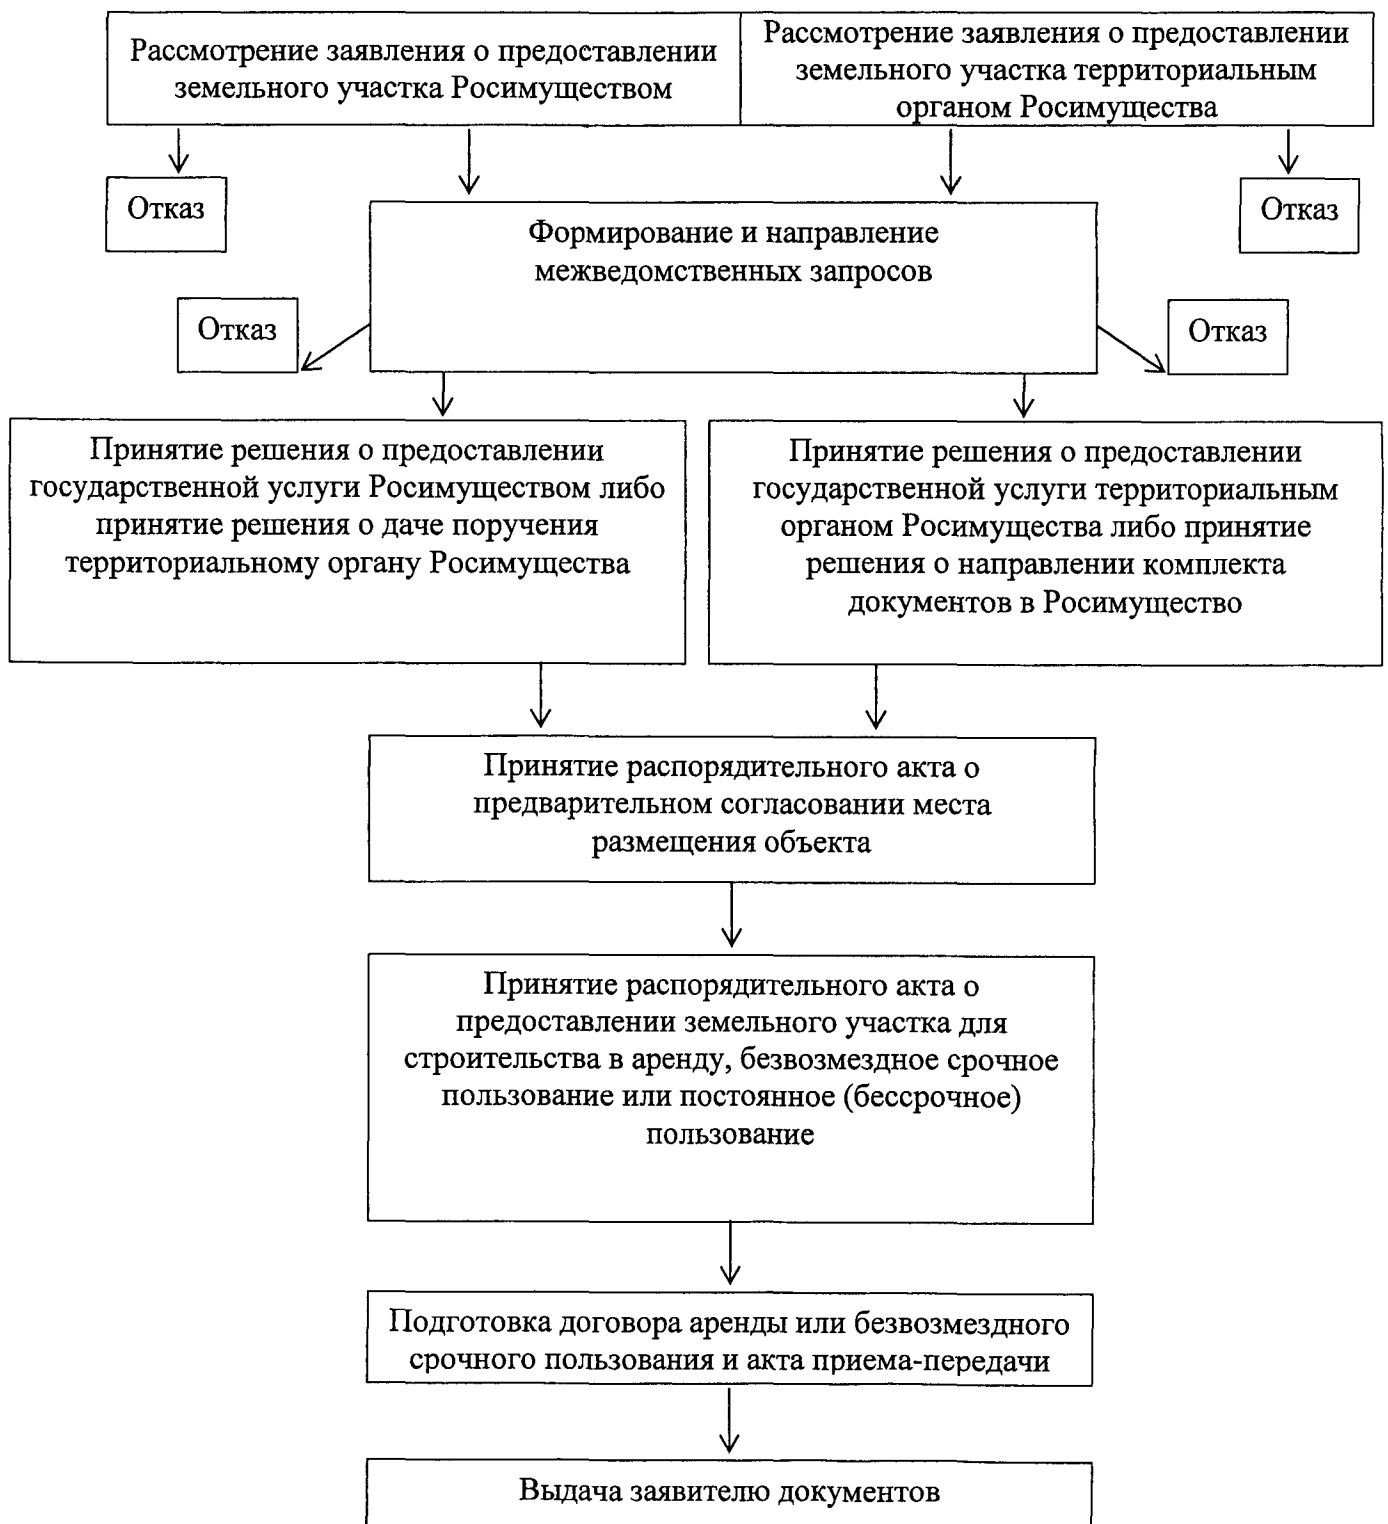 Рассмотрение заявления о предоставлении
земельного участка Росимуществом
Рассмотрение заявления о предоставлении
земельного участка территориальным
органом Росимущества
Отказ
Отказ
Формирование и направление
межведомственных запросов
Отказ
Отказ
Принятие решения о предоставлении
государственной услуги Росимуществом либо
принятие решения о даче поручения
территориальному органу Росимущества
Принятие решения о предоставлении
государственной услуги территориальным
органом Росимущества либо принятие
решения о направлении комплекта
документов в Росимущество
Принятие распорядительного акта о
предварительном согласовании места
размещения объекта
Принятие распорядительного акта о
предоставлении земельного участка для
строительства в аренду, безвозмездное срочное
пользование или постоянное (бессрочное)
пользование
Подготовка договора аренды или безвозмездного
срочного пользования и акта приема-передачи
Выдача заявителю документов